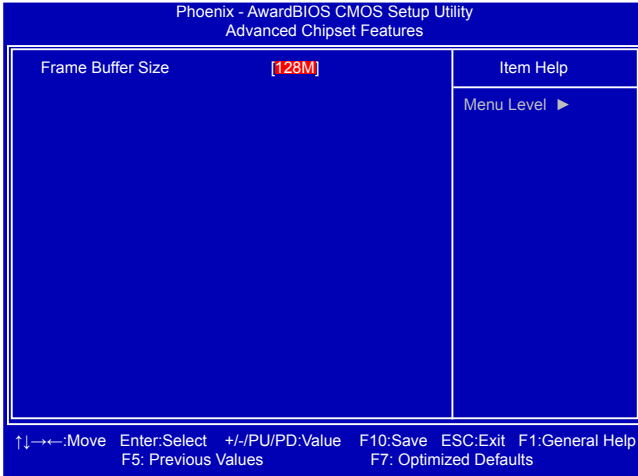 Phoenix - AwardBIOS CMOS Setup Utility
Advanced Chipset Features
Frame Buffer Size [128M]
Item Help
Menu Level ►
↑↓→←:Move Enter:Select +/-/PU/PD:Value F10:Save ESC:Exit F1:General Help
F5: Previous Values F7: Optimized Defaults